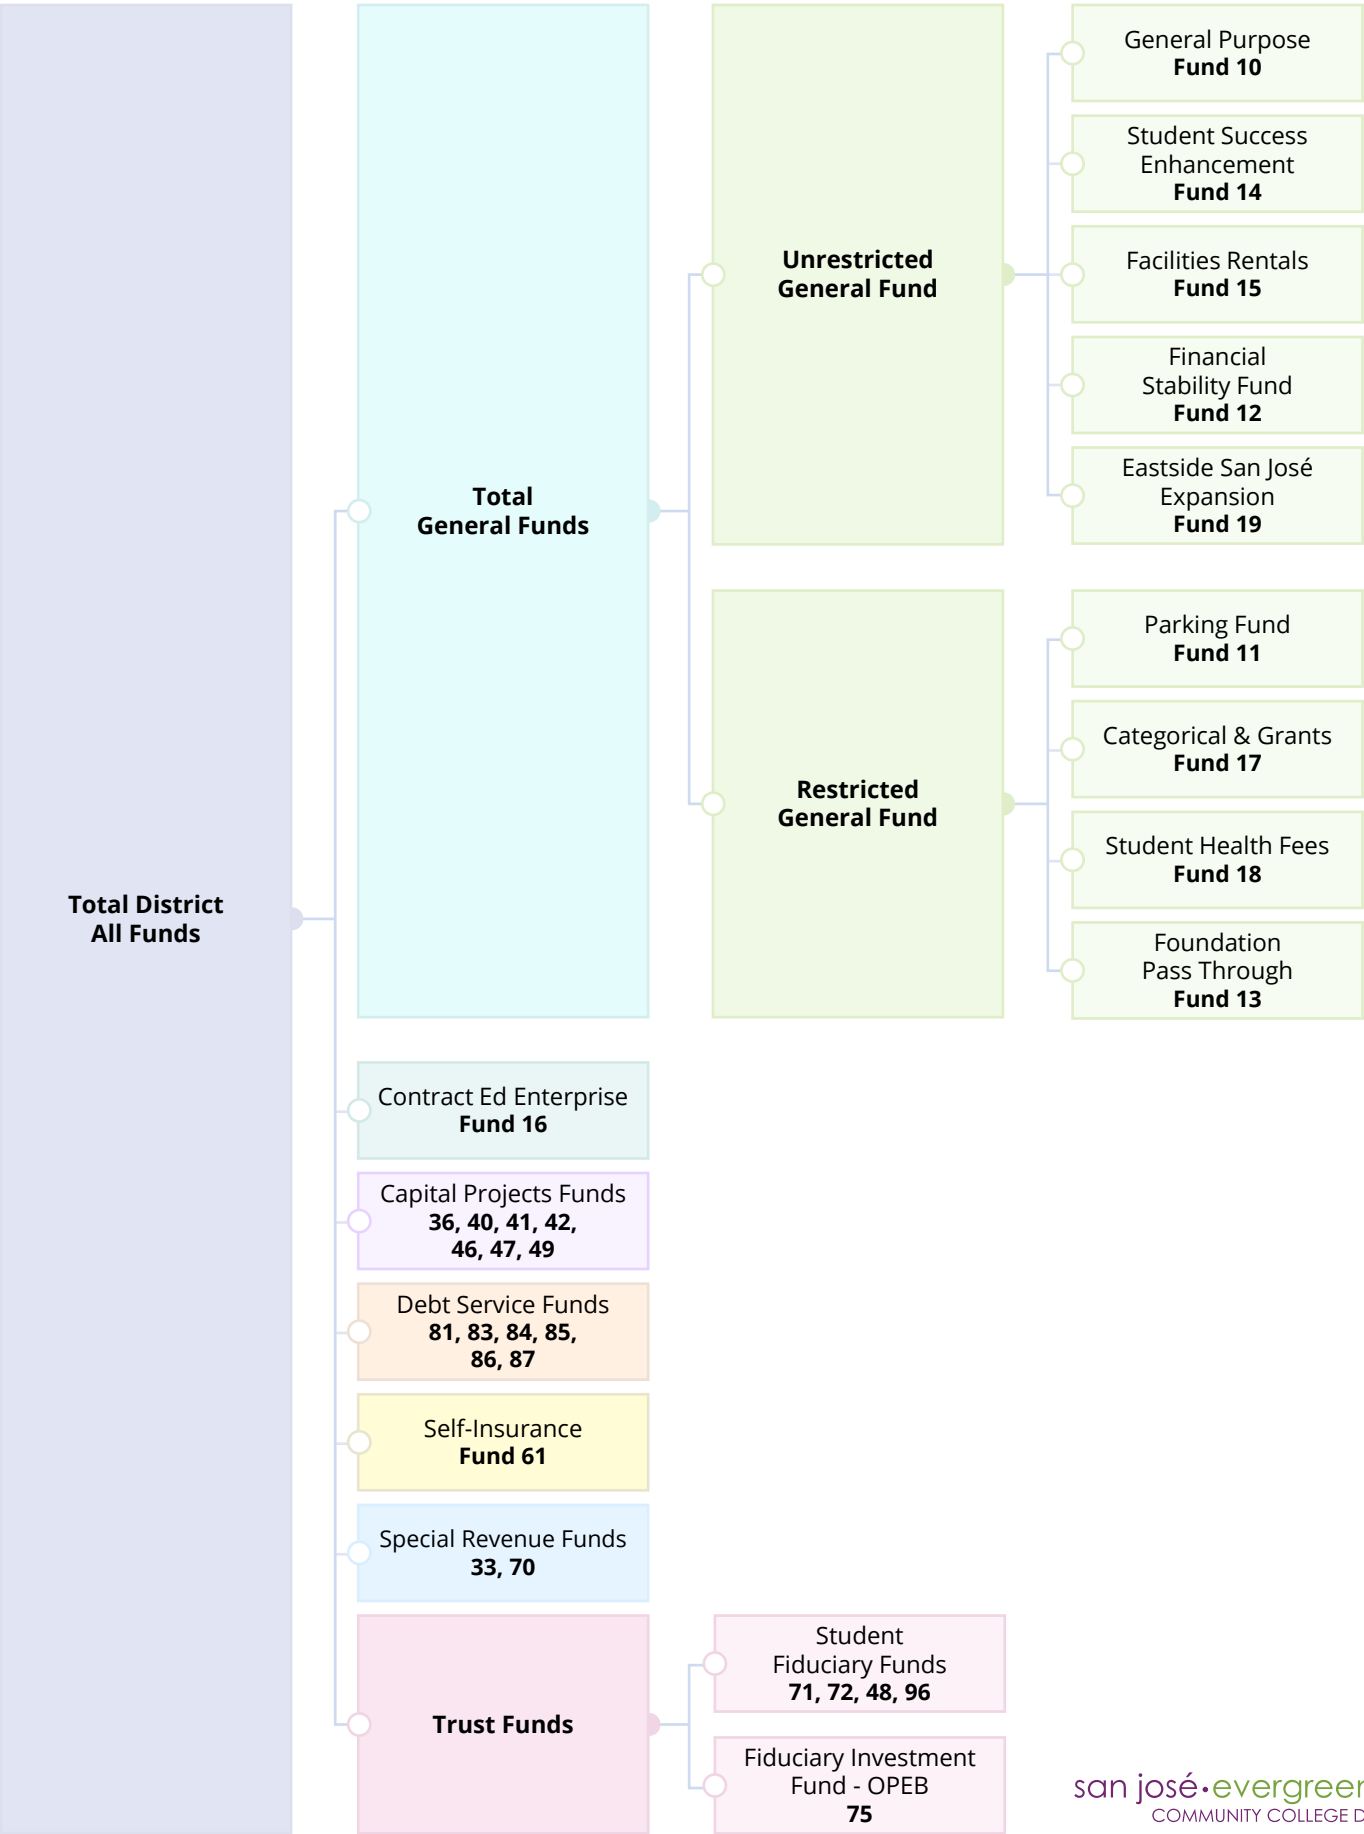 Total District
All Funds
Total
General Funds
Unrestricted
General Fund
General Purpose
Fund 10
Student Success
Enhancement
Fund 14
Facilities Rentals
Fund 15
Financial
Stability Fund
Fund 12
Eastside San José
Expansion
Fund 19
Restricted
General Fund
Parking Fund
Fund 11
Categorical & Grants
Fund 17
Student Health Fees
Fund 18
Foundation
Pass Through
Fund 13
Contract Ed Enterprise
Fund 16
Capital Projects Funds
36, 40, 41, 42,
46, 47, 49
Debt Service Funds
81, 83, 84, 85,
86, 87
Self-Insurance
Fund 61
Special Revenue Funds
33, 70
Trust Funds
Student
Fiduciary Funds
71, 72, 48, 96
Fiduciary Investment
Fund - OPEB
75
san josé·evergreen
COMMUNITY COLLEGE D